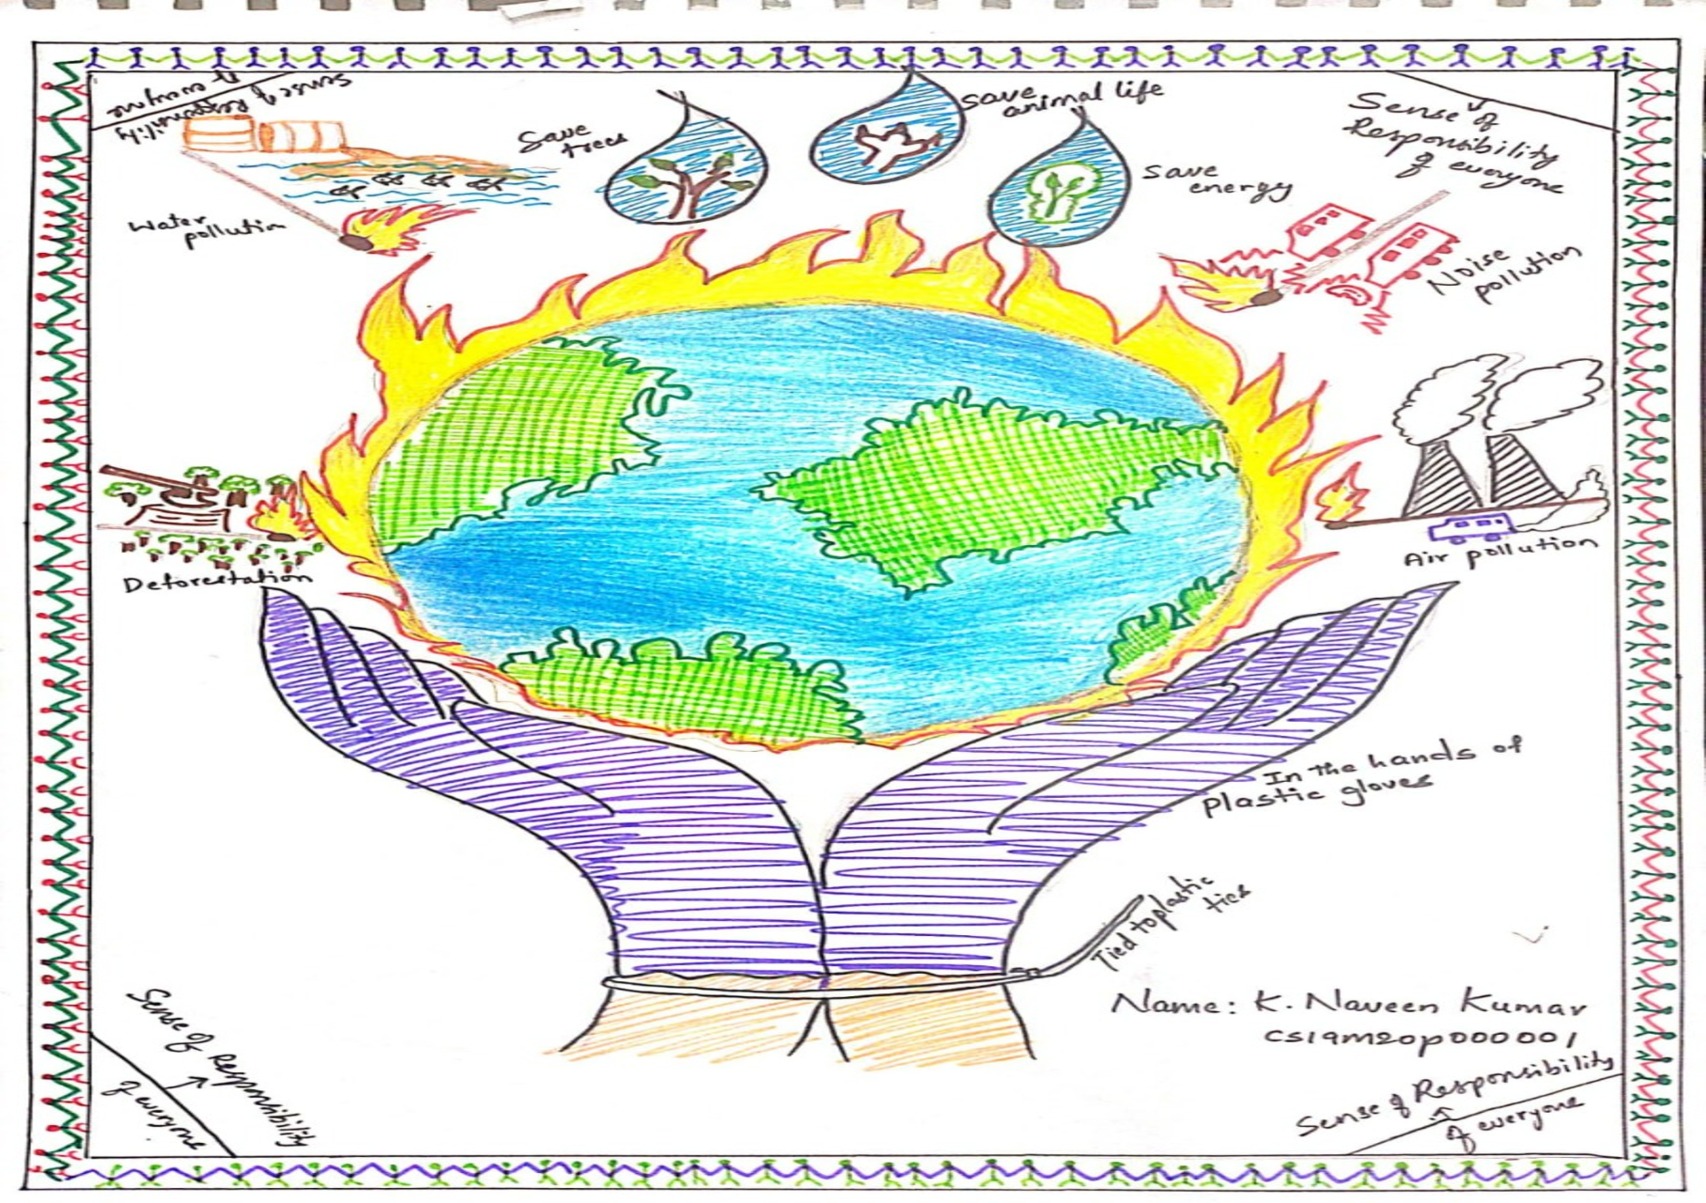 Sense of Responsibility
of everyone
Save
trees
Save
animal life
Save
energy
Sense of
Responsibility
of everyone
Water
pollution
Noise
pollution
Deforestation
Air pollution
In the hands of
plastic gloves
Tied to plastic
ties
Name: K. Naveen Kumar
CS19M20P000001
Sense of Responsibility
of everyone
Sense of Responsibility
of everyone